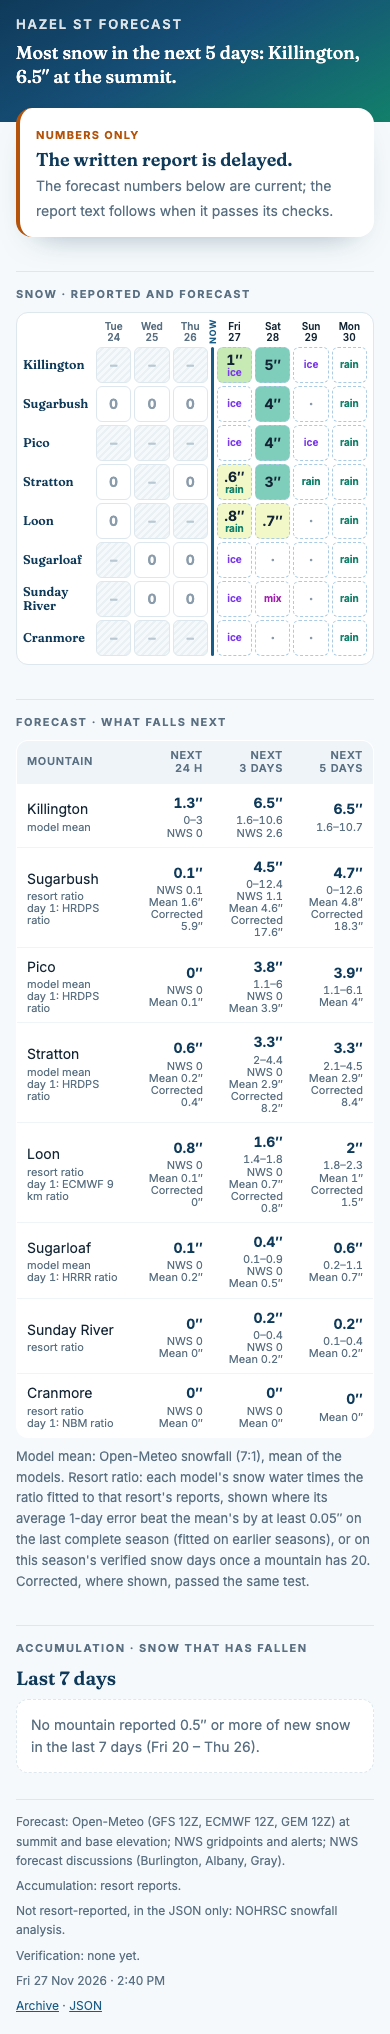 HAZEL ST FORECAST
Most snow in the next 5 days: Killington,
6.5″ at the summit.
NUMBERS ONLY
The written report is delayed.
The forecast numbers below are current; the
report text follows when it passes its checks.
SNOW · REPORTED AND FORECAST
Tue 24 Wed 25 Thu 26 NOW Fri 27 Sat 28 Sun 29 Mon 30
Killington – – – 1″ ice 5″ ice rain
Sugarbush 0 0 0 ice 4″ · rain
Pico – – – ice 4″ ice rain
Stratton 0 – 0 .6″ rain 3″ rain rain
Loon 0 – – .8″ rain .7″ · rain
Sugarloaf – 0 0 ice · · rain
Sunday River – 0 0 ice mix · rain
Cranmore – – – ice · · rain
FORECAST · WHAT FALLS NEXT
MOUNTAIN NEXT 24 H NEXT 3 DAYS NEXT 5 DAYS
Killington 1.3″ 6.5″ 6.5″
model mean 0–3 1.6–10.6 1.6–10.7
NWS 0 NWS 2.6
Sugarbush 0.1″ 4.5″ 4.7″
resort ratio NWS 0.1 0–12.4 0–12.6
day 1: HRDPS Mean 1.6″ NWS 1.1 Mean 4.8″
ratio Corrected Mean 4.6″ Corrected
5.9″ Corrected 18.3″
17.6″
Pico 0″ 3.8″ 3.9″
model mean NWS 0 1.1–6 1.1–6.1
day 1: HRDPS Mean 0.1″ NWS 0 Mean 4″
ratio Mean 3.9″
Stratton 0.6″ 3.3″ 3.3″
model mean NWS 0 2–4.4 2.1–4.5
day 1: HRDPS Mean 0.2″ NWS 0 Mean 2.9″
ratio Corrected Mean 2.9″ Corrected
0.4″ Corrected 8.4″
8.2″
Loon 0.8″ 1.6″ 2″
resort ratio NWS 0 1.4–1.8 1.8–2.3
day 1: ECMWF 9 Mean 0.1″ NWS 0 Mean 1″
km ratio Corrected Mean 0.7″ Corrected
0″ Corrected 1.5″
0.8″
Sugarloaf 0.1″ 0.4″ 0.6″
model mean NWS 0 0.1–0.9 0.2–1.1
day 1: HRRR ratio Mean 0.2″ NWS 0 Mean 0.7″
Mean 0.5″
Sunday River 0″ 0.2″ 0.2″
resort ratio NWS 0 0–0.4 0.1–0.4
Mean 0″ NWS 0 Mean 0.2″
Mean 0.2″
Cranmore 0″ 0″ 0″
resort ratio NWS 0 NWS 0 Mean 0″
day 1: NBM ratio Mean 0″ Mean 0″
Model mean: Open-Meteo snowfall (7:1), mean of the
models. Resort ratio: each model's snow water times the
ratio fitted to that resort's reports, shown where its
average 1-day error beat the mean's by at least 0.05″ on
the last complete season (fitted on earlier seasons), or on
this season's verified snow days once a mountain has 20.
Corrected, where shown, passed the same test.
ACCUMULATION · SNOW THAT HAS FALLEN
Last 7 days
No mountain reported 0.5″ or more of new snow
in the last 7 days (Fri 20 – Thu 26).
Forecast: Open-Meteo (GFS 12Z, ECMWF 12Z, GEM 12Z) at
summit and base elevation; NWS gridpoints and alerts; NWS
forecast discussions (Burlington, Albany, Gray).
Accumulation: resort reports.
Not resort-reported, in the JSON only: NOHRSC snowfall
analysis.
Verification: none yet.
Fri 27 Nov 2026 · 2:40 PM
Archive · JSON